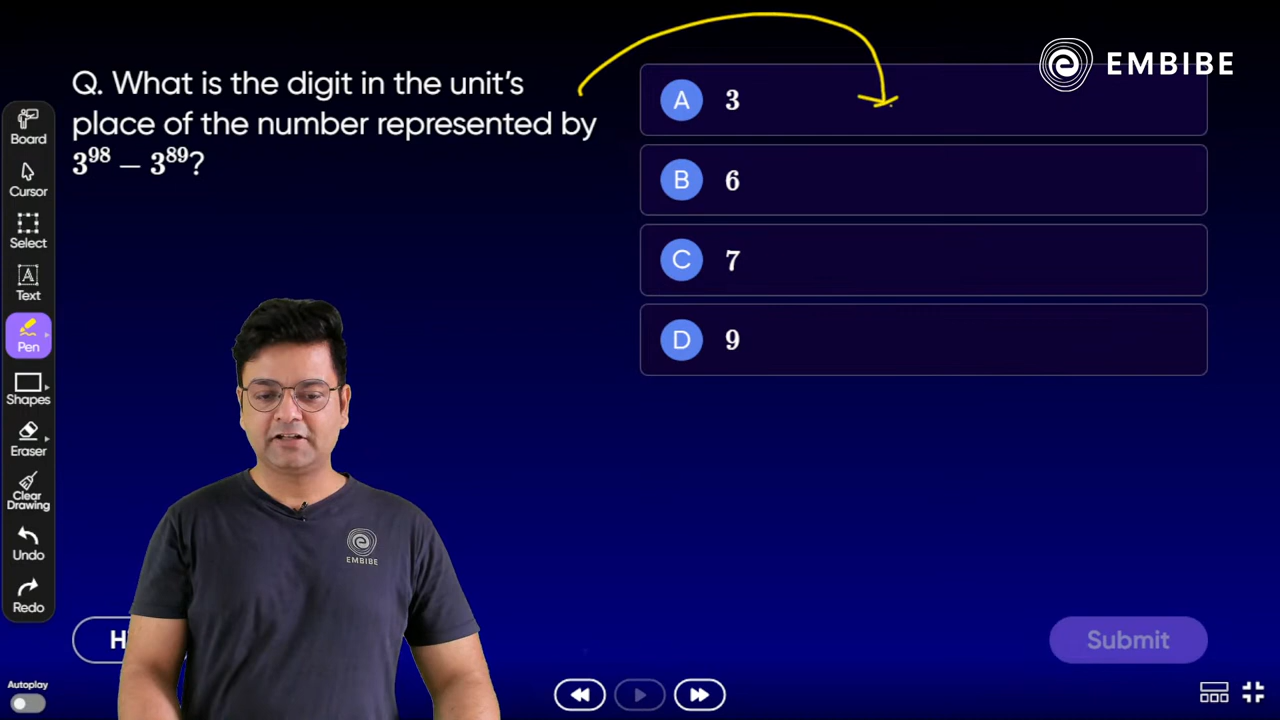 EMBIBE
Q. What is the digit in the unit's
place of the number represented by
3⁹⁸ – 3⁸⁹?
A 3
B 6
C 7
D 9
Board
Cursor
Select
A
Text
Pen
Shapes
Eraser
Clear
Drawing
Undo
Redo
EMBIBE
Submit
Autoplay